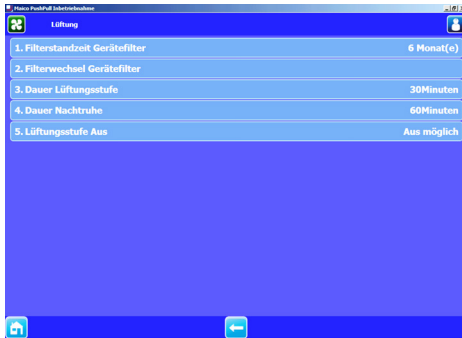 Maico PushPull Inbetriebnahme
Lüftung
1. Filterstandzeit Gerätefilter 6 Monat(e)
2. Filterwechsel Gerätefilter
3. Dauer Lüftungsstufe 30Minuten
4. Dauer Nachtruhe 60Minuten
5. Lüftungsstufe Aus Aus möglich